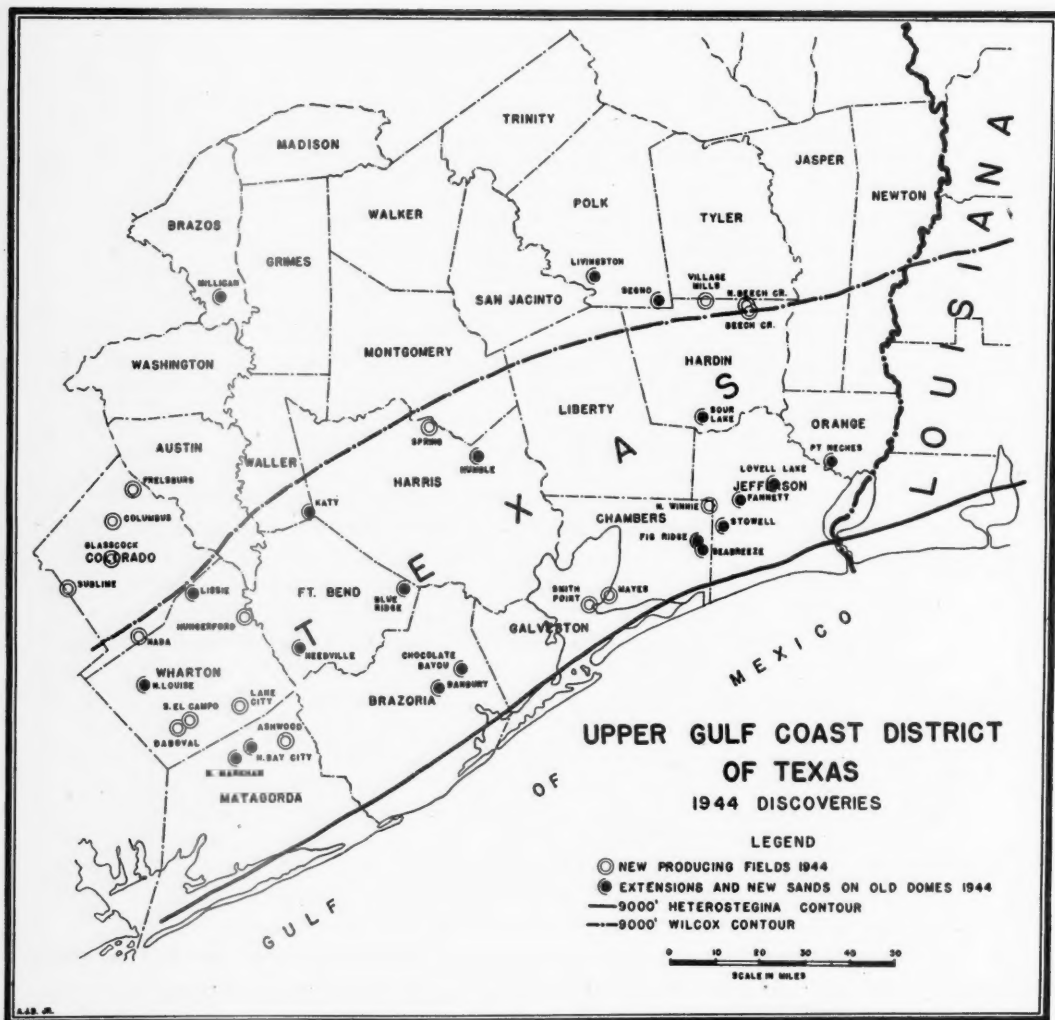 TRINITY
MADISON
JASPER
WALKER
POLK
TYLER
NEWTON
BRAZOS
GRIMES
LIVINGSTON
VILLAGE
MILLS
N. BEECH CR.
MILLIGAN
SEGNO
SAN JACINTO
BEECH CR.
MONTGOMERY
WASHINGTON
HARDIN
LIBERTY
SOUR
LAKE
ORANGE
AUSTIN
SPRING
PT NECHES
WALLER
HUMBLE
LOVELL LAKE
HARRIS
JEFFERSON
FRELSBURG
FANNETT
KATY
N. WINNIE
COLUMBUS
CHAMBERS
STOWELL
FIG RIDGE
SEABREEZE
GLASSCOCK
COLORADO
SUBLIME
LISSIE
FT. BEND
BLUE
RIDGE
SMITH
POINT
MAYES
HUNGERFORD
GALVESTON
NADA
NEEDVILLE
WHARTON
CHOCOLATE
BAYOU
N. LOUISE
LAKE
CITY
BRAZORIA
DANBURY
S. EL CAMPO
ASHWOOD
DABOVAL
N. BAY CITY
N. MARKHAM
MATAGORDA
TEXAS
LOUISIANA
GULF OF MEXICO
UPPER GULF COAST DISTRICT
OF TEXAS
1944 DISCOVERIES
LEGEND
NEW PRODUCING FIELDS 1944
EXTENSIONS AND NEW SANDS ON OLD DOMES 1944
9000' HETEROSTEGINA CONTOUR
9000' WILCOX CONTOUR
0 10 20 30 40 50
SCALE IN MILES
A.J.B. JR.